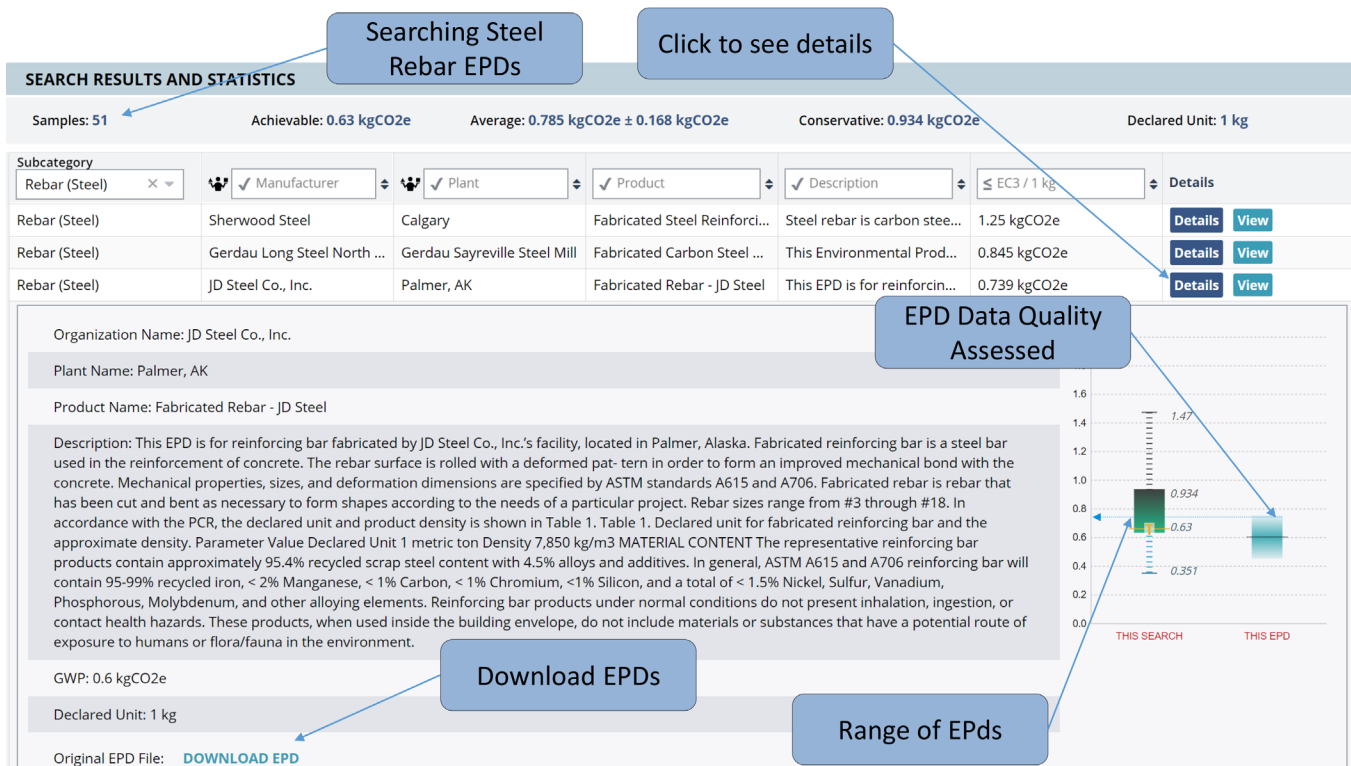 Searching Steel
Rebar EPDs
Click to see details
SEARCH RESULTS AND STATISTICS
Samples: 51 Achievable: 0.63 kgCO2e Average: 0.785 kgCO2e ± 0.168 kgCO2e Conservative: 0.934 kgCO2e Declared Unit: 1 kg
Subcategory
Rebar (Steel) Manufacturer Plant Product Description ≤ EC3 / 1 kg Details
Rebar (Steel) Sherwood Steel Calgary Fabricated Steel Reinforci... Steel rebar is carbon stee... 1.25 kgCO2e Details View
Rebar (Steel) Gerdau Long Steel North ... Gerdau Sayreville Steel Mill Fabricated Carbon Steel ... This Environmental Prod... 0.845 kgCO2e Details View
Rebar (Steel) JD Steel Co., Inc. Palmer, AK Fabricated Rebar - JD Steel This EPD is for reinforcin... 0.739 kgCO2e Details View
EPD Data Quality
Assessed
Organization Name: JD Steel Co., Inc.
Plant Name: Palmer, AK
Product Name: Fabricated Rebar - JD Steel
Description: This EPD is for reinforcing bar fabricated by JD Steel Co., Inc.'s facility, located in Palmer, Alaska. Fabricated reinforcing bar is a steel bar
used in the reinforcement of concrete. The rebar surface is rolled with a deformed pat- tern in order to form an improved mechanical bond with the
concrete. Mechanical properties, sizes, and deformation dimensions are specified by ASTM standards A615 and A706. Fabricated rebar is rebar that
has been cut and bent as necessary to form shapes according to the needs of a particular project. Rebar sizes range from #3 through #18. In
accordance with the PCR, the declared unit and product density is shown in Table 1. Table 1. Declared unit for fabricated reinforcing bar and the
approximate density. Parameter Value Declared Unit 1 metric ton Density 7,850 kg/m3 MATERIAL CONTENT The representative reinforcing bar
products contain approximately 95.4% recycled scrap steel content with 4.5% alloys and additives. In general, ASTM A615 and A706 reinforcing bar will
contain 95-99% recycled iron, < 2% Manganese, < 1% Carbon, < 1% Chromium, <1% Silicon, and a total of < 1.5% Nickel, Sulfur, Vanadium,
Phosphorous, Molybdenum, and other alloying elements. Reinforcing bar products under normal conditions do not present inhalation, ingestion, or
contact health hazards. These products, when used inside the building envelope, do not include materials or substances that have a potential route of
exposure to humans or flora/fauna in the environment.
GWP: 0.6 kgCO2e
Declared Unit: 1 kg
Original EPD File: DOWNLOAD EPD
Download EPDs
1.6
1.4
1.2
1.0
0.8
0.6
0.4
0.2
0.0
1.47
0.934
0.63
0.351
THIS SEARCH THIS EPD
Range of EPds